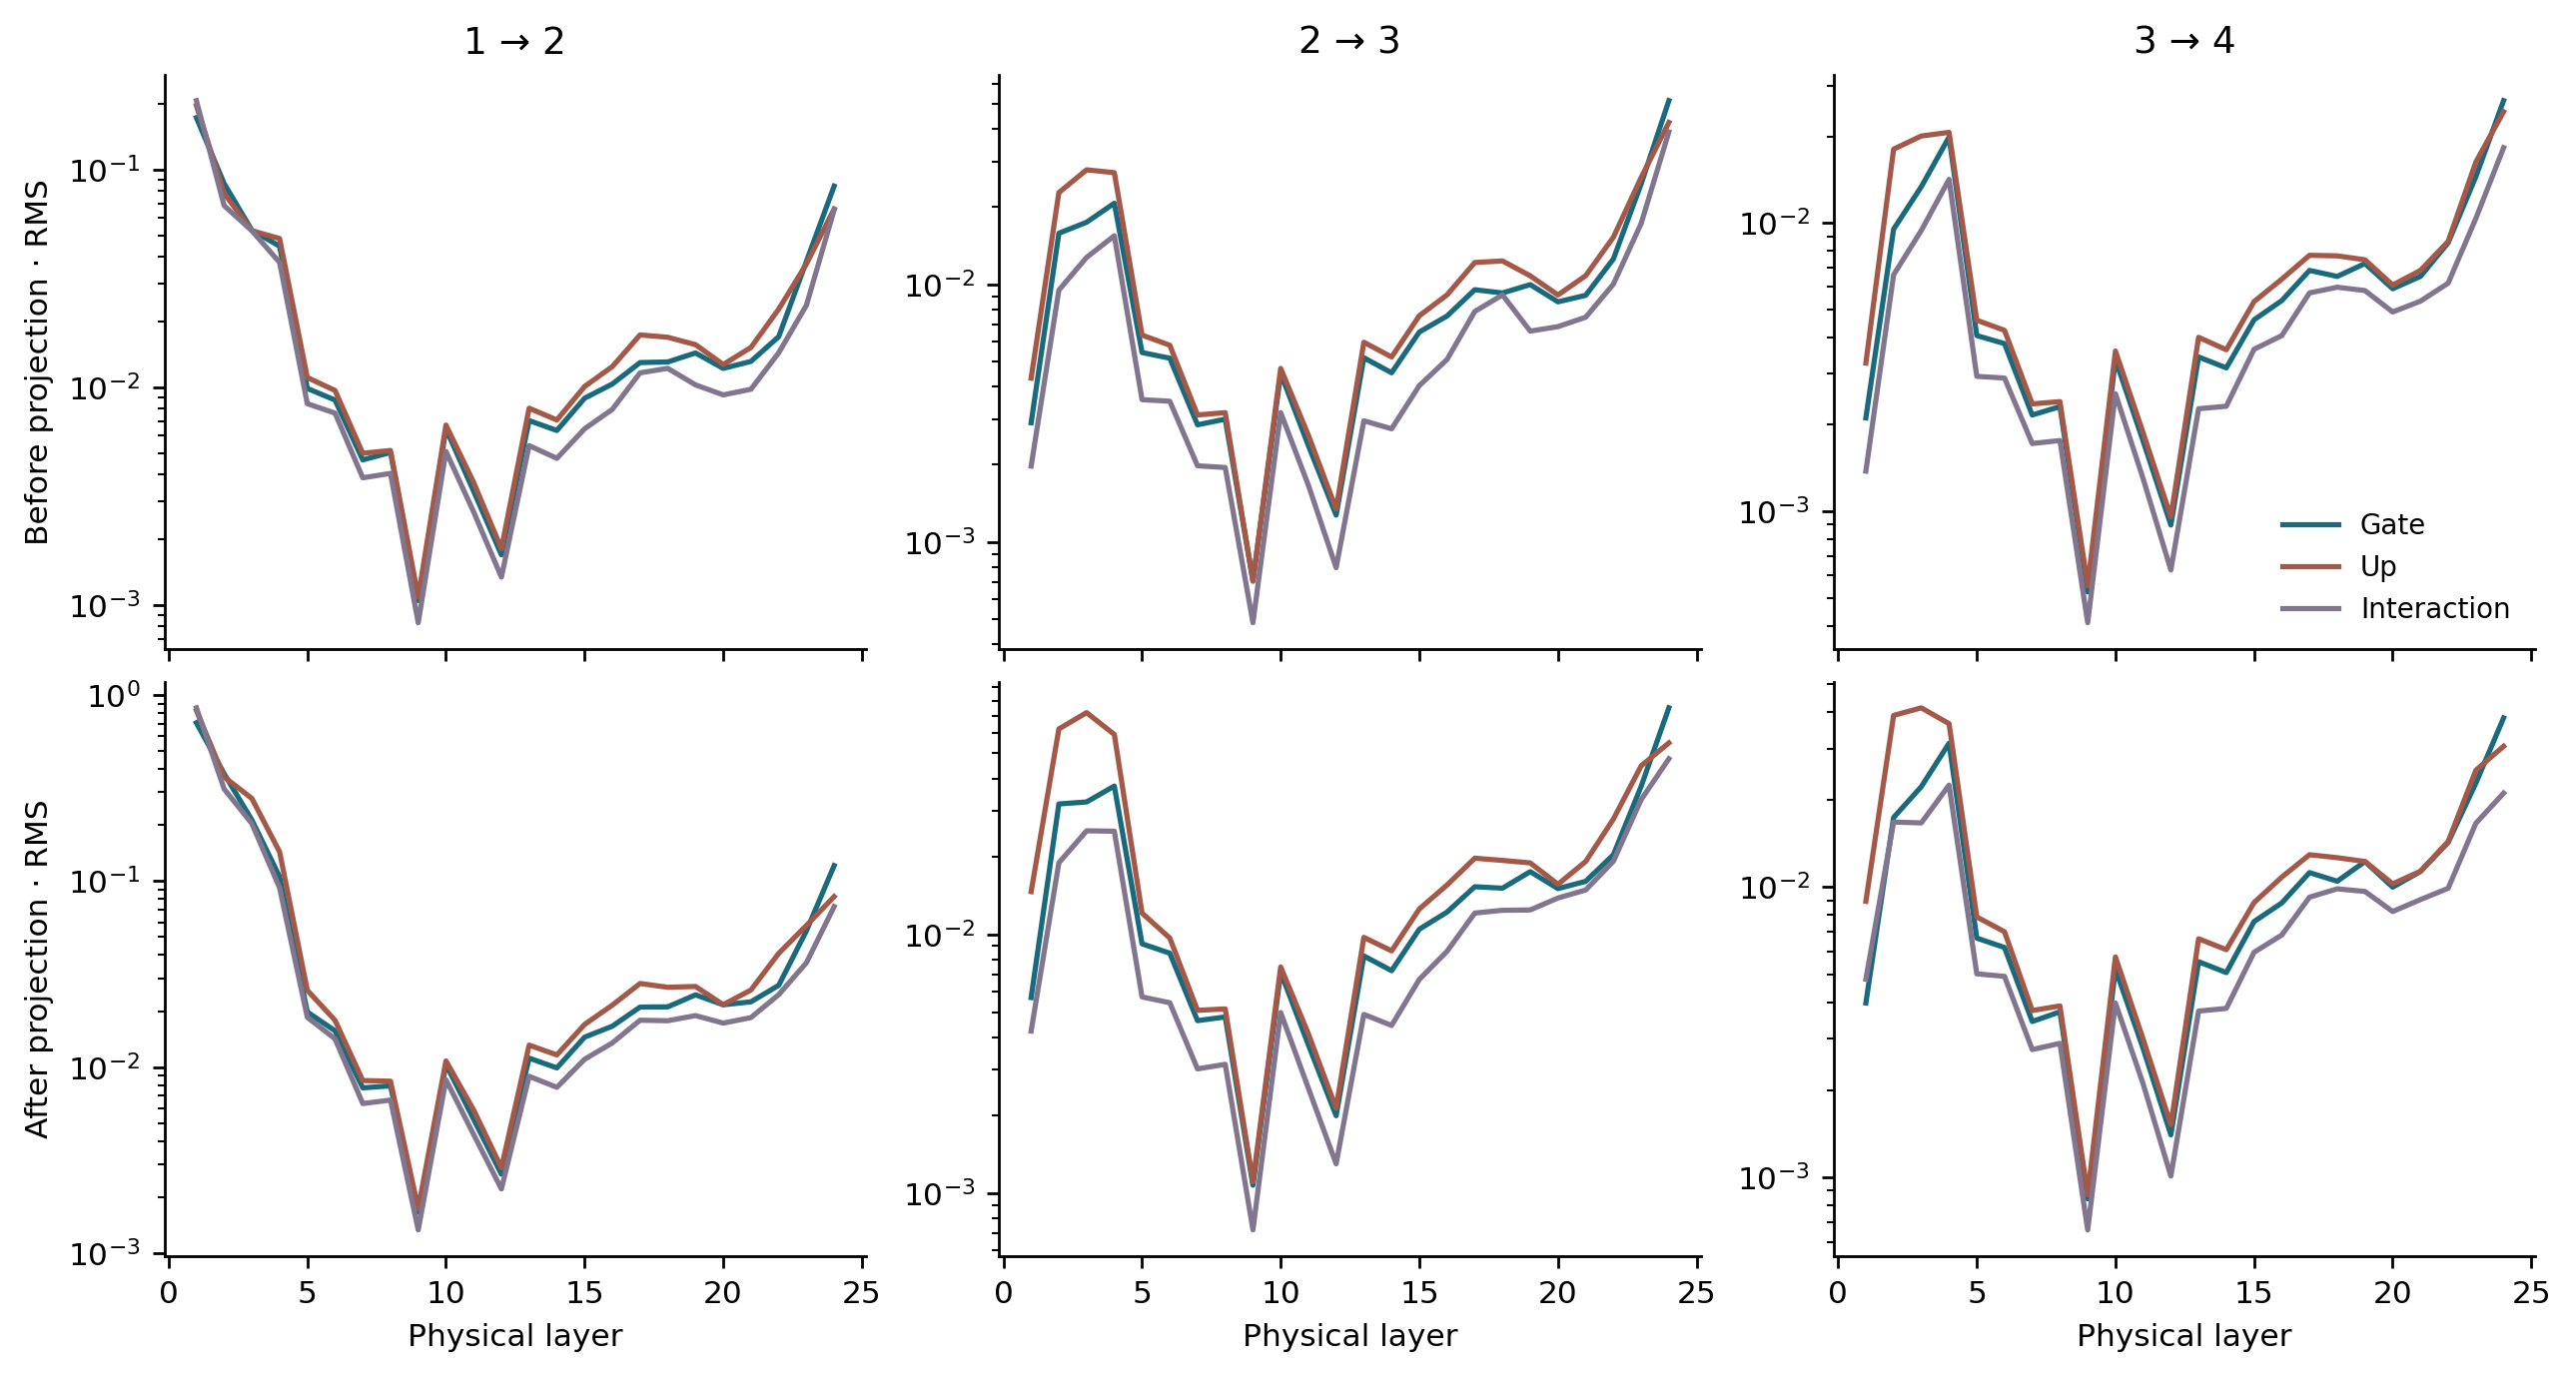 1 → 2
2 → 3
3 → 4
Before projection · RMS
10⁻¹
10⁻²
10⁻³
10⁻²
10⁻³
10⁻²
10⁻³
Gate
Up
Interaction
After projection · RMS
10⁰
10⁻¹
10⁻²
10⁻³
10⁻²
10⁻³
10⁻²
10⁻³
0 5 10 15 20 25
0 5 10 15 20 25
0 5 10 15 20 25
Physical layer
Physical layer
Physical layer